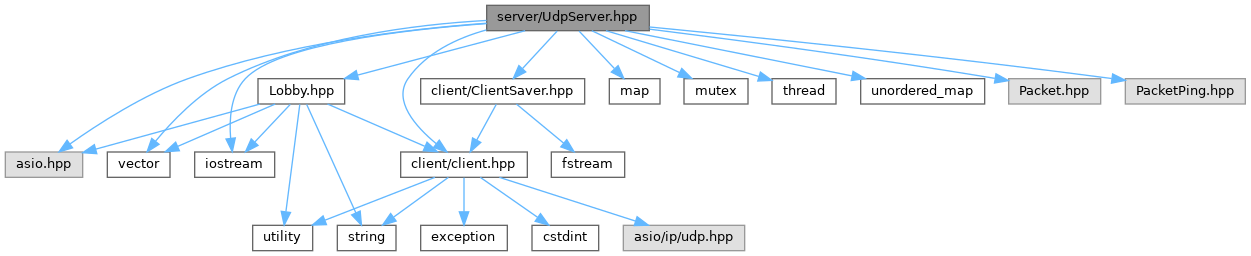 server/UdpServer.hpp
Lobby.hpp
client/ClientSaver.hpp
map
mutex
thread
unordered_map
Packet.hpp
PacketPing.hpp
asio.hpp
vector
iostream
client/client.hpp
fstream
utility
string
exception
cstdint
asio/ip/udp.hpp